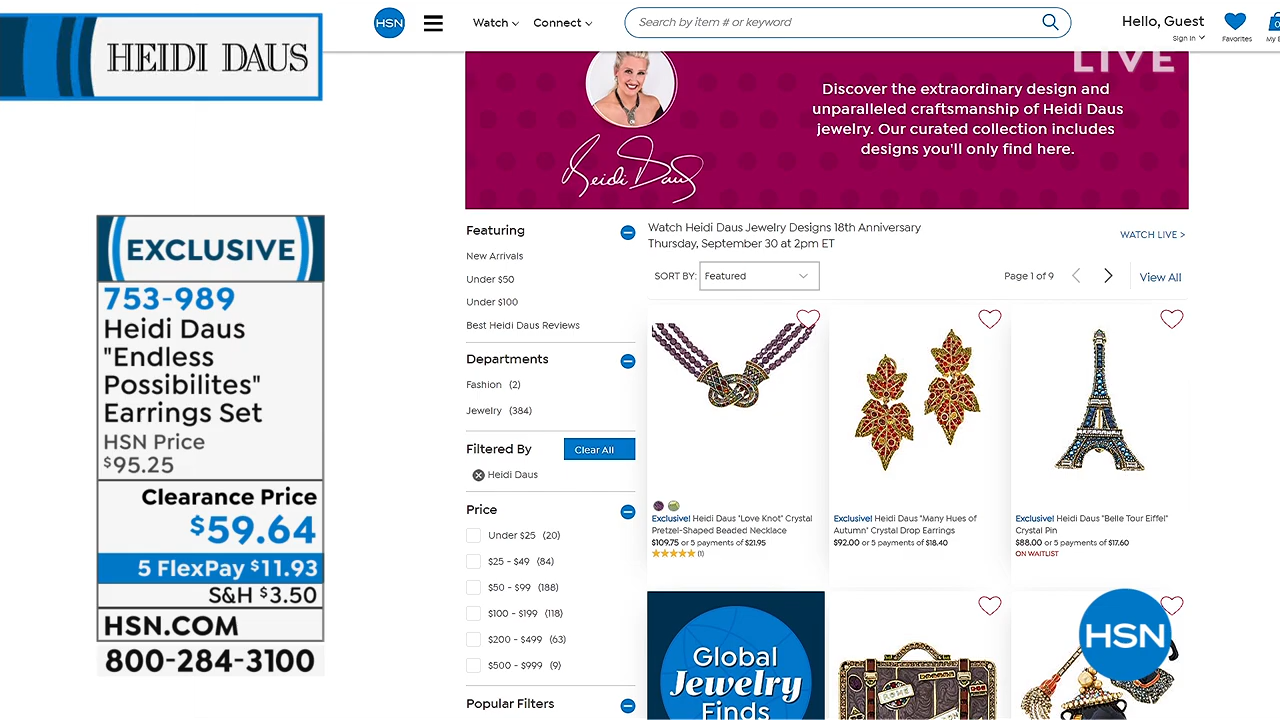 HEIDI DAUS
EXCLUSIVE
753-989
Heidi Daus
"Endless
Possibilites"
Earrings Set
HSN Price
$95.25
Clearance Price
$59.64
5 FlexPay $11.93
S&H $3.50
HSN.COM
800-284-3100
HSN
Watch
Connect
Search by item # or keyword
Hello, Guest
Sign In
Favorites
0
My
LIVE
Discover the extraordinary design and
unparalleled craftsmanship of Heidi Daus
jewelry. Our curated collection includes
designs you'll only find here.
Heidi Daus
Featuring
New Arrivals
Under $50
Under $100
Best Heidi Daus Reviews
Departments
Fashion (2)
Jewelry (384)
Filtered By
Clear All
Heidi Daus
Price
Under $25 (20)
$25 - $49 (84)
$50 - $99 (188)
$100 - $199 (118)
$200 - $499 (63)
$500 - $999 (9)
Popular Filters
Watch Heidi Daus Jewelry Designs 18th Anniversary
Thursday, September 30 at 2pm ET
WATCH LIVE >
SORT BY: Featured
Page 1 of 9
View All
Exclusive! Heidi Daus "Love Knot" Crystal
Pretzel-Shaped Beaded Necklace
$109.75 or 5 payments of $21.95
(1)
Exclusive! Heidi Daus "Many Hues of
Autumn" Crystal Drop Earrings
$92.00 or 5 payments of $18.40
Exclusive! Heidi Daus "Belle Tour Eiffel"
Crystal Pin
$88.00 or 5 payments of $17.60
ON WAITLIST
Global
Jewelry
Finds
ROME
HSN